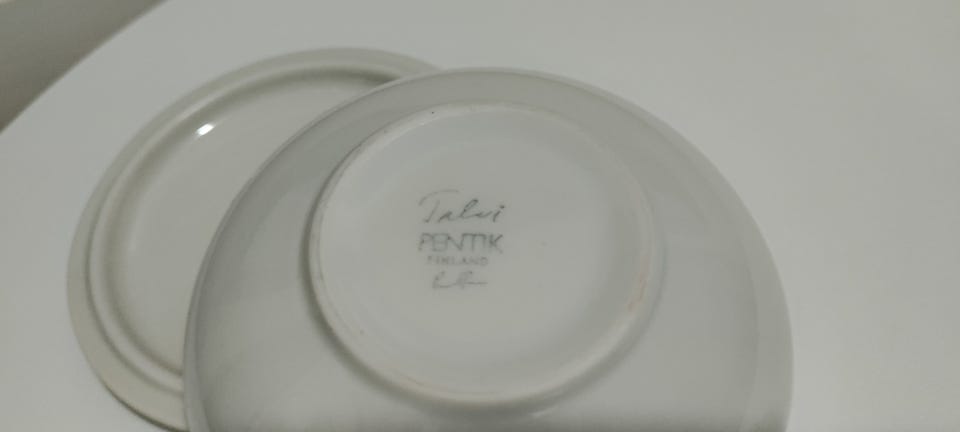 Talvi
PENTIK
FINLAND